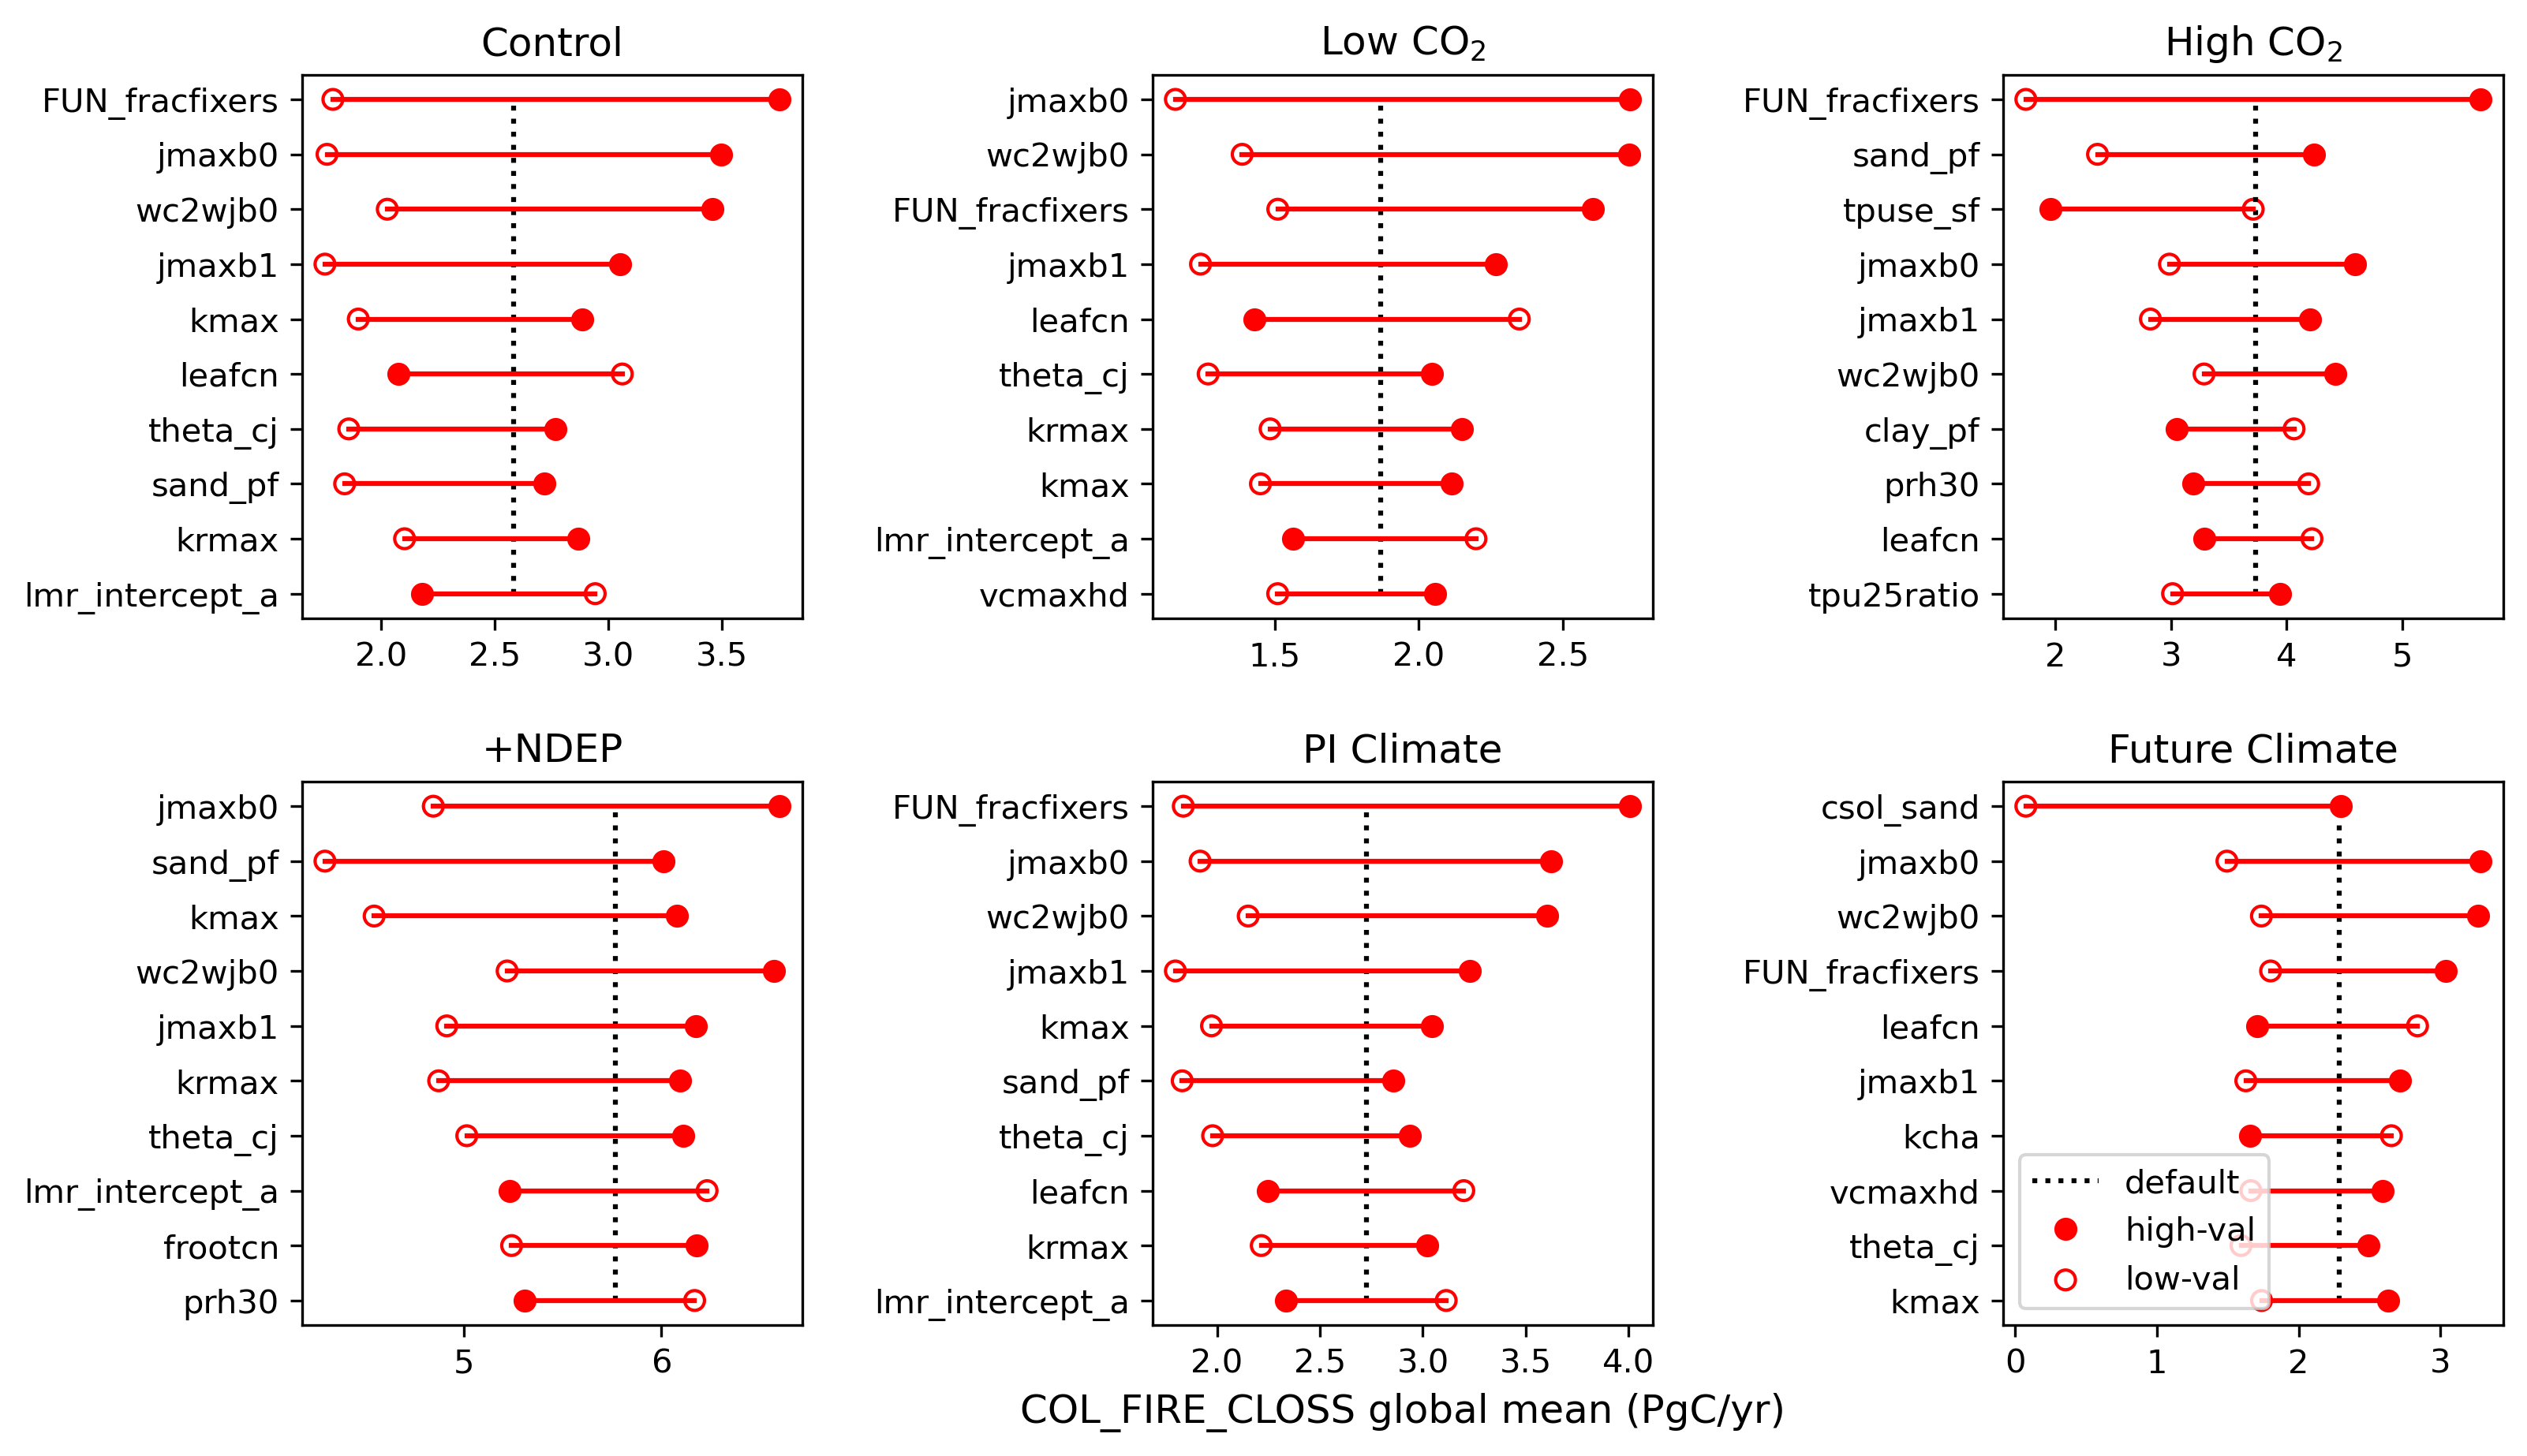 Control
FUN_fracfixers
jmaxb0
wc2wjb0
jmaxb1
kmax
leafcn
theta_cj
sand_pf
krmax
lmr_intercept_a
2.0 2.5 3.0 3.5
Low CO₂
jmaxb0
wc2wjb0
FUN_fracfixers
jmaxb1
leafcn
theta_cj
krmax
kmax
lmr_intercept_a
vcmaxhd
1.5 2.0 2.5
High CO₂
FUN_fracfixers
sand_pf
tpuse_sf
jmaxb0
jmaxb1
wc2wjb0
clay_pf
prh30
leafcn
tpu25ratio
2 3 4 5
+NDEP
jmaxb0
sand_pf
kmax
wc2wjb0
jmaxb1
krmax
theta_cj
lmr_intercept_a
frootcn
prh30
5 6
PI Climate
FUN_fracfixers
jmaxb0
wc2wjb0
jmaxb1
kmax
sand_pf
theta_cj
leafcn
krmax
lmr_intercept_a
2.0 2.5 3.0 3.5 4.0
Future Climate
csol_sand
jmaxb0
wc2wjb0
FUN_fracfixers
leafcn
jmaxb1
kcha
vcmaxhd
theta_cj
kmax
default
high-val
low-val
0 1 2 3
COL_FIRE_CLOSS global mean (PgC/yr)